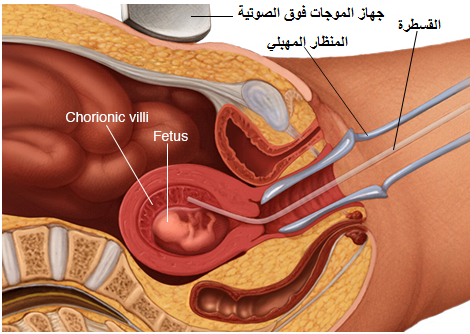 جهاز الموجات فوق الصوتية
القسطرة
المنظار المهبلي
Chorionic villi
Fetus